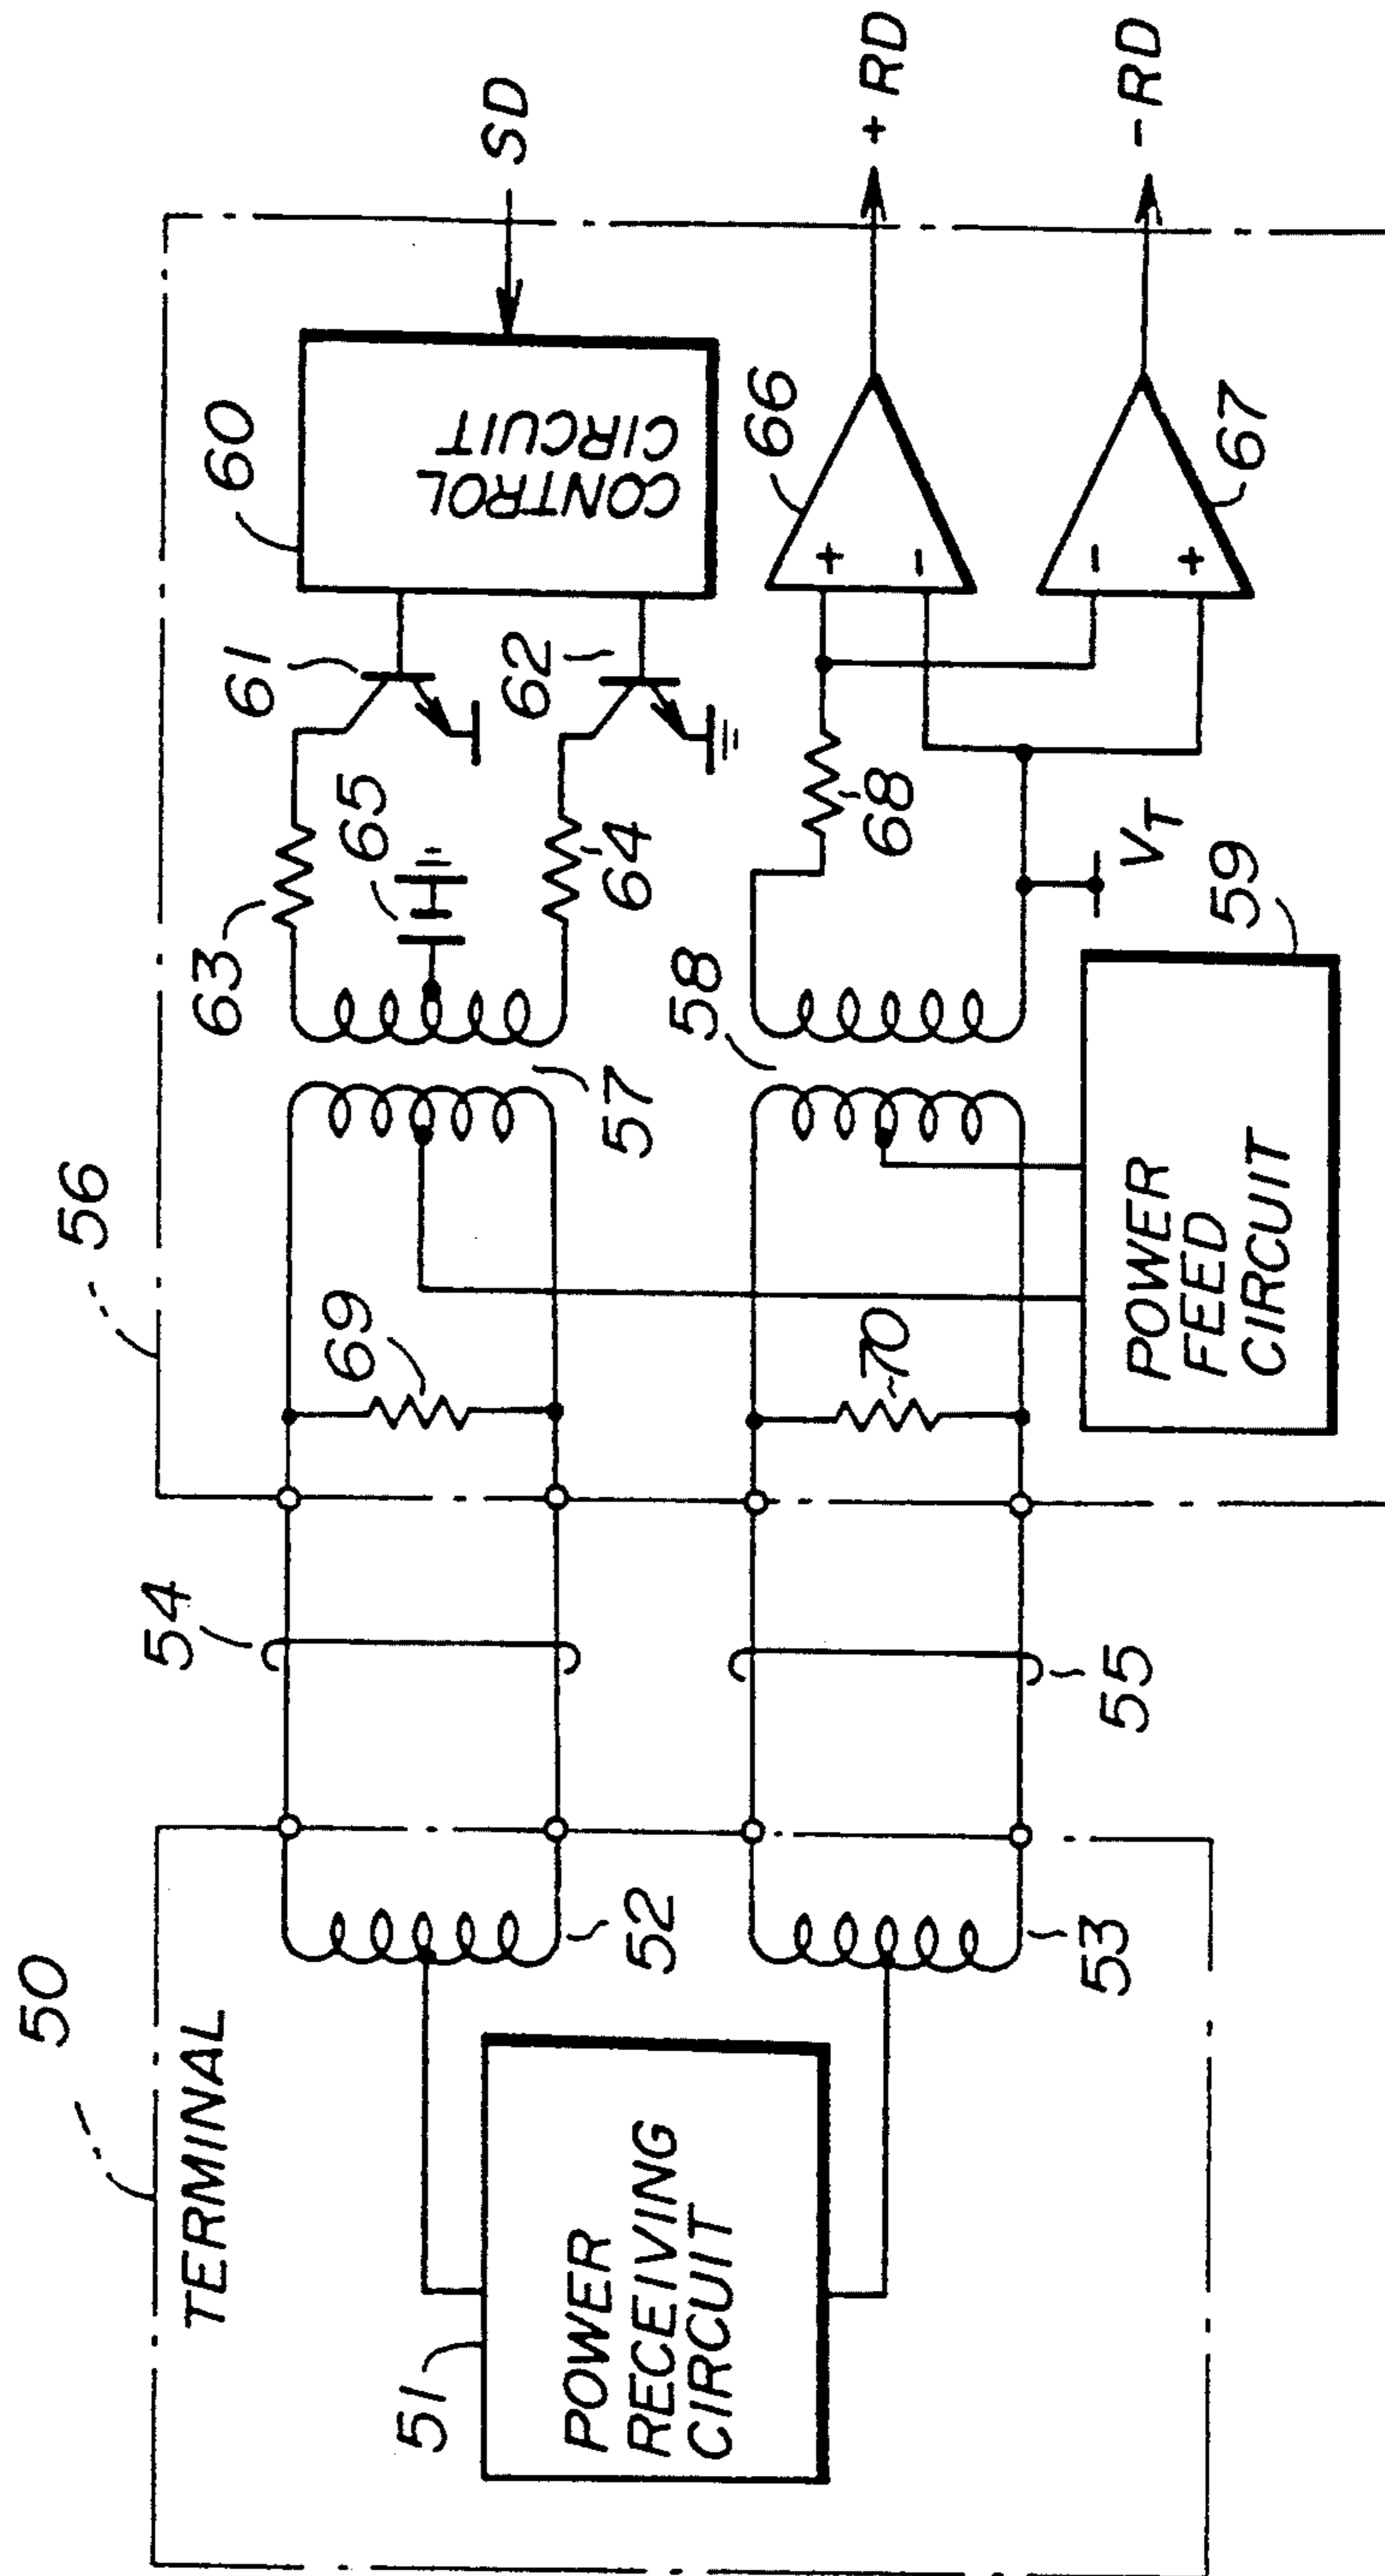 50
TERMINAL
51
POWER
RECEIVING
CIRCUIT
52
53
54
55
56
69
70
57
58
POWER
FEED
CIRCUIT
59
63
65
64
61
62
60
CONTROL
CIRCUIT
SD
68
VT
66
+
-
67
-
+
+ RD
- RD